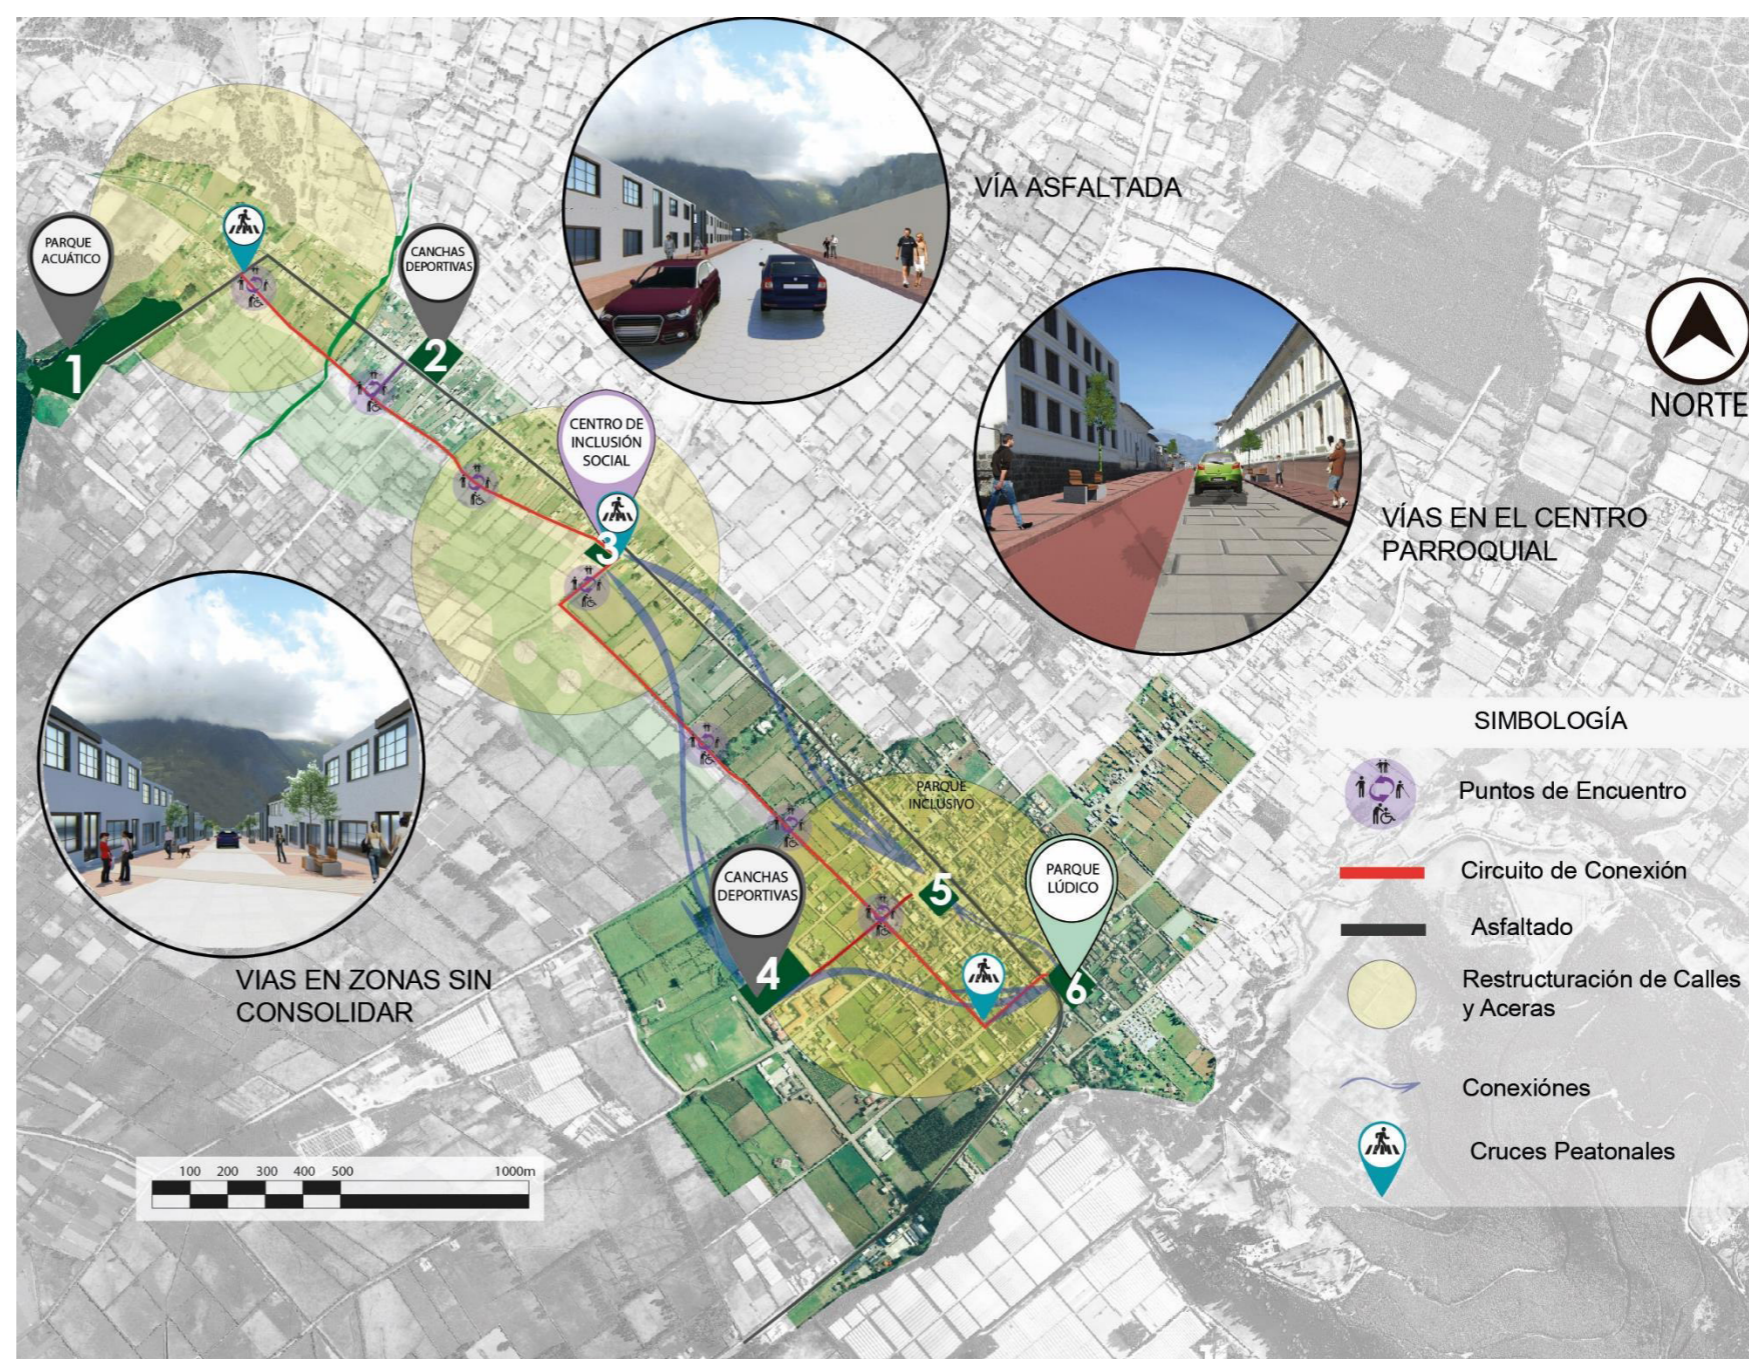 VÍA ASFALTADA
PARQUE
ACUÁTICO
CANCHAS
DEPORTIVAS
1
2
NORTE
CENTRO DE
INCLUSIÓN
SOCIAL
3
VÍAS EN EL CENTRO
PARROQUIAL
VIAS EN ZONAS SIN
CONSOLIDAR
PARQUE
INCLUSIVO
CANCHAS
DEPORTIVAS
PARQUE
LÚDICO
4
5
6
SIMBOLOGÍA
Puntos de Encuentro
Circuito de Conexión
Asfaltado
Restructuración de Calles
y Aceras
Conexiónes
Cruces Peatonales
100 200 300 400 500 1000m